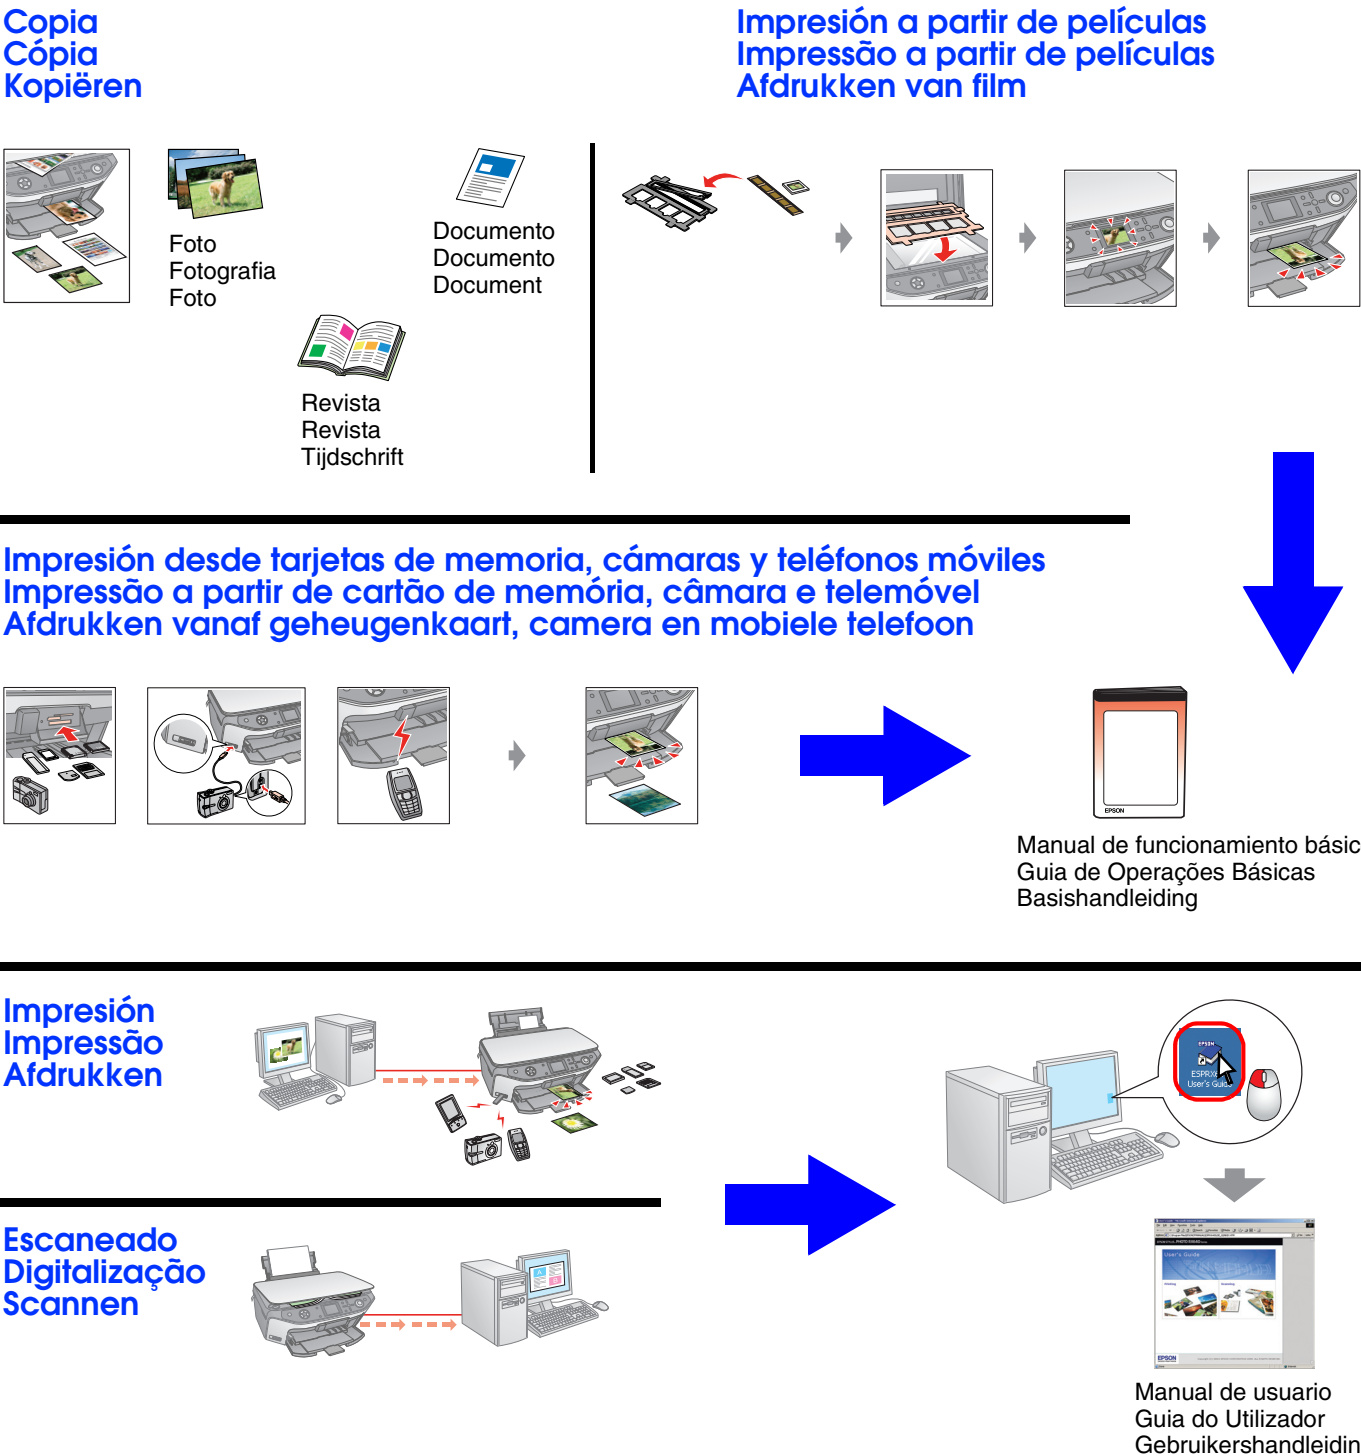 Copia
Cópia
Kopiëren
Impresión a partir de películas
Impressão a partir de películas
Afdrukken van film
Foto
Fotografia
Foto
Documento
Documento
Document
Revista
Revista
Tijdschrift
Impresión desde tarjetas de memoria, cámaras y teléfonos móviles
Impressão a partir de cartão de memória, câmara e telemóvel
Afdrukken vanaf geheugenkaart, camera en mobiele telefoon
EPSON
Manual de funcionamiento básic
Guia de Operações Básicas
Basishandleiding
Impresión
Impressão
Afdrukken
EPSON
User's Guide
Escaneado
Digitalização
Scannen
User's Guide
EPSON
Manual de usuario
Guia do Utilizador
Gebruikershandleidin